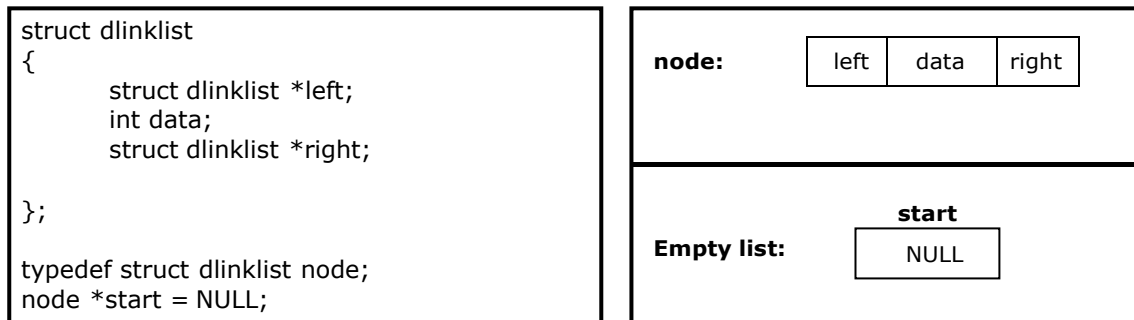 struct dlinklist
{
struct dlinklist *left;
int data;
struct dlinklist *right;
};
typedef struct dlinklist node;
node *start = NULL;
node:
left data right
start
Empty list:
NULL